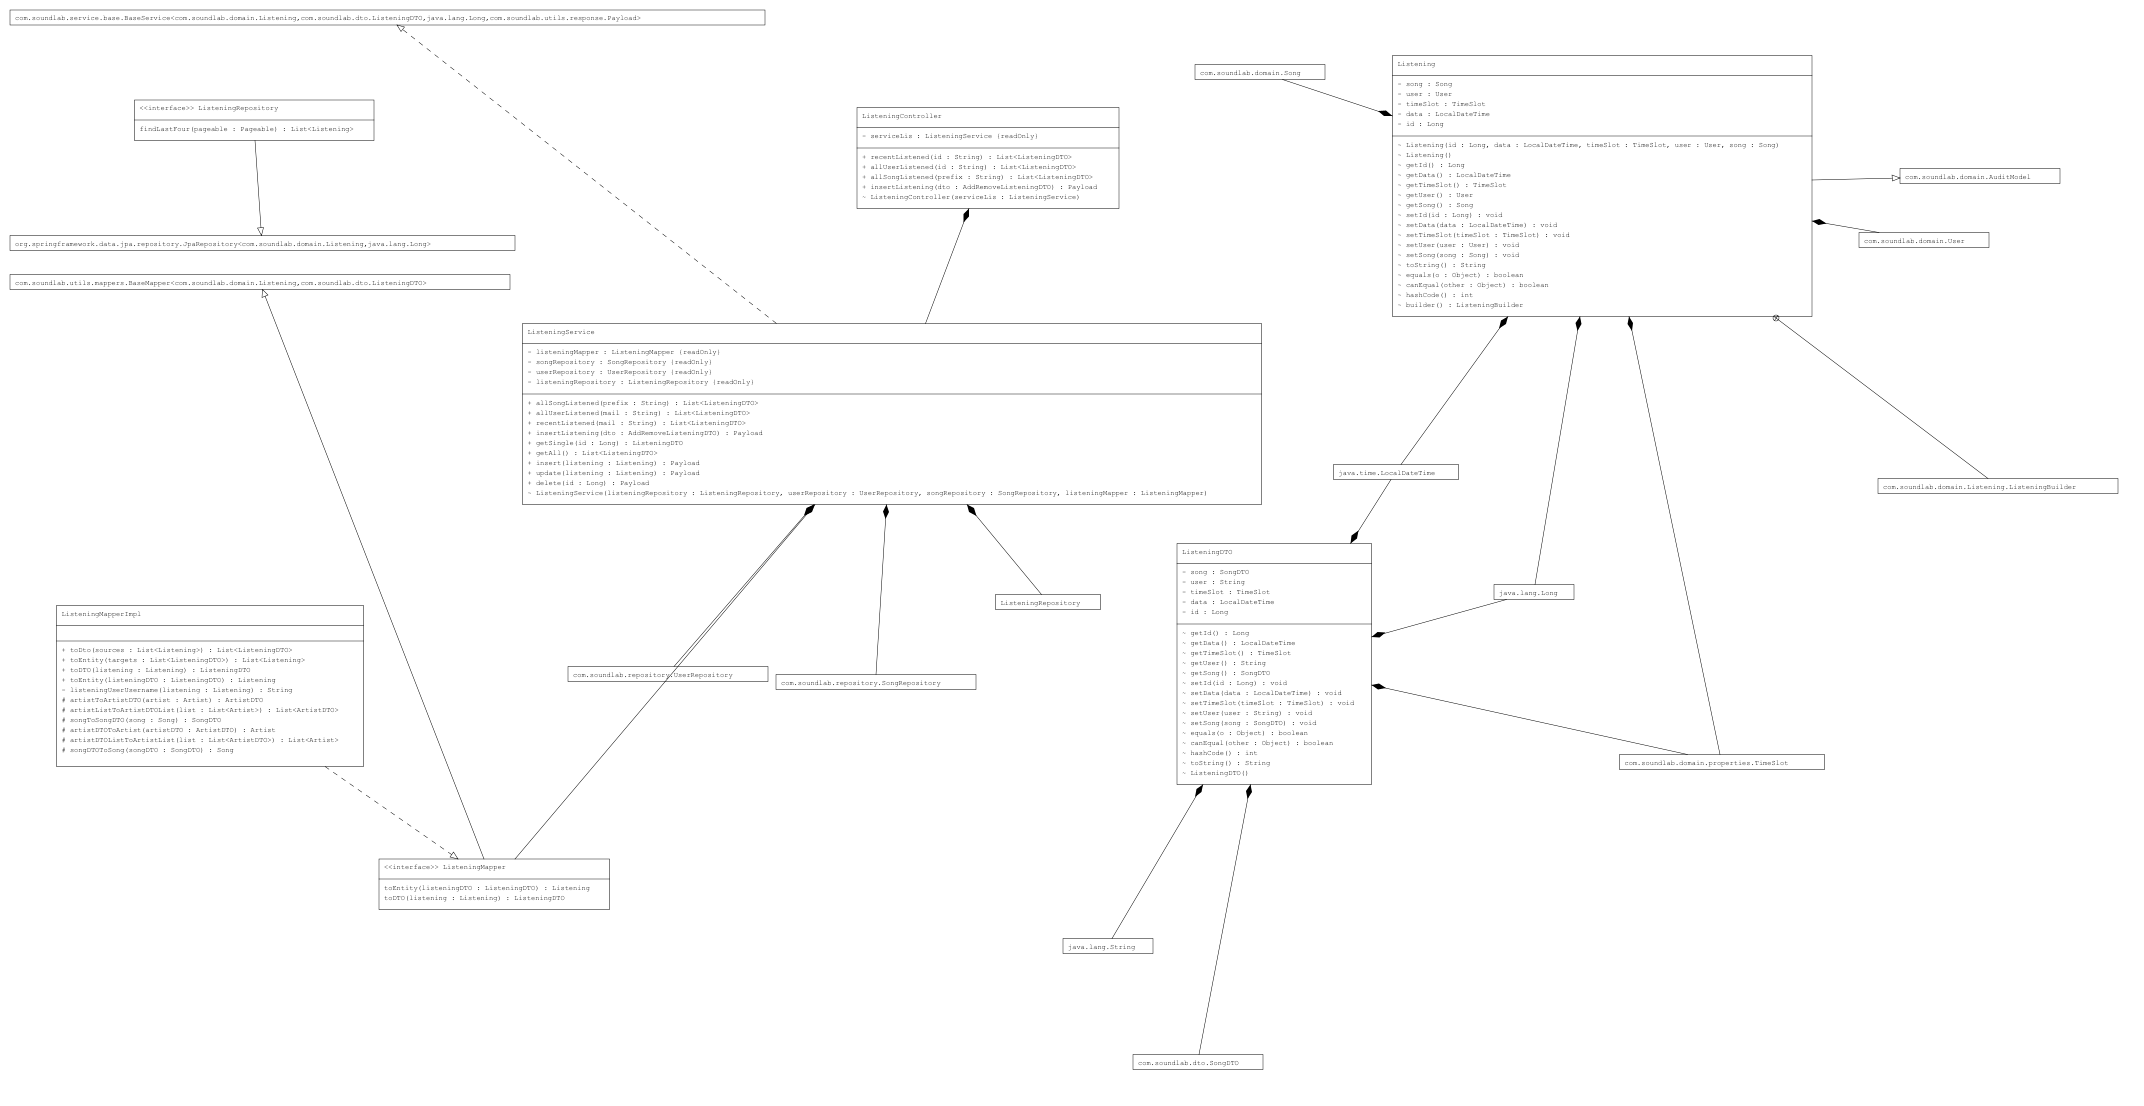 com.soundlab.service.base.BaseService<com.soundlab.domain.Listening,com.soundlab.dto.ListeningDTO,java.lang.Long,com.soundlab.utils.response.Payload>
<<interface>> ListeningRepository
findLastFour(pageable : Pageable) : List<Listening>
org.springframework.data.jpa.repository.JpaRepository<com.soundlab.domain.Listening,java.lang.Long>
com.soundlab.utils.mappers.BaseMapper<com.soundlab.domain.Listening,com.soundlab.dto.ListeningDTO>
ListeningController
- serviceLis : ListeningService {readOnly}
+ recentListened(id : String) : List<ListeningDTO>
+ allUserListened(id : String) : List<ListeningDTO>
+ allSongListened(prefix : String) : List<ListeningDTO>
+ insertListening(dto : AddRemoveListeningDTO) : Payload
~ ListeningController(serviceLis : ListeningService)
com.soundlab.domain.Song
Listening
- song : Song
- user : User
- timeSlot : TimeSlot
- data : LocalDateTime
- id : Long
~ Listening(id : Long, data : LocalDateTime, timeSlot : TimeSlot, user : User, song : Song)
~ Listening()
~ getId() : Long
~ getData() : LocalDateTime
~ getTimeSlot() : TimeSlot
~ getUser() : User
~ getSong() : Song
~ setId(id : Long) : void
~ setData(data : LocalDateTime) : void
~ setTimeSlot(timeSlot : TimeSlot) : void
~ setUser(user : User) : void
~ setSong(song : Song) : void
~ toString() : String
~ equals(o : Object) : boolean
~ canEqual(other : Object) : boolean
~ hashCode() : int
~ builder() : ListeningBuilder
com.soundlab.domain.AuditModel
com.soundlab.domain.User
ListeningService
- listeningMapper : ListeningMapper {readOnly}
- songRepository : SongRepository {readOnly}
- userRepository : UserRepository {readOnly}
- listeningRepository : ListeningRepository {readOnly}
+ allSongListened(prefix : String) : List<ListeningDTO>
+ allUserListened(mail : String) : List<ListeningDTO>
+ recentListened(mail : String) : List<ListeningDTO>
+ insertListening(dto : AddRemoveListeningDTO) : Payload
+ getSingle(id : Long) : ListeningDTO
+ getAll() : List<ListeningDTO>
+ insert(listening : Listening) : Payload
+ update(listening : Listening) : Payload
+ delete(id : Long) : Payload
~ ListeningService(listeningRepository : ListeningRepository, userRepository : UserRepository, songRepository : SongRepository, listeningMapper : ListeningMapper)
java.time.LocalDateTime
com.soundlab.domain.Listening.ListeningBuilder
ListeningDTO
- song : SongDTO
- user : String
- timeSlot : TimeSlot
- data : LocalDateTime
- id : Long
~ getId() : Long
~ getData() : LocalDateTime
~ getTimeSlot() : TimeSlot
~ getUser() : String
~ getSong() : SongDTO
~ setId(id : Long) : void
~ setData(data : LocalDateTime) : void
~ setTimeSlot(timeSlot : TimeSlot) : void
~ setUser(user : String) : void
~ setSong(song : SongDTO) : void
~ equals(o : Object) : boolean
~ canEqual(other : Object) : boolean
~ hashCode() : int
~ toString() : String
~ ListeningDTO()
java.lang.Long
ListeningRepository
com.soundlab.repository.UserRepository
com.soundlab.repository.SongRepository
com.soundlab.domain.properties.TimeSlot
ListeningMapperImpl
+ toDto(sources : List<Listening>) : List<ListeningDTO>
+ toEntity(targets : List<ListeningDTO>) : List<Listening>
+ toDTO(listening : Listening) : ListeningDTO
+ toEntity(listeningDTO : ListeningDTO) : Listening
- listeningUserUsername(listening : Listening) : String
# artistToArtistDTO(artist : Artist) : ArtistDTO
# artistListToArtistDTOList(list : List<Artist>) : List<ArtistDTO>
# songToSongDTO(song : Song) : SongDTO
# artistDTOToArtist(artistDTO : ArtistDTO) : Artist
# artistDTOListToArtistList(list : List<ArtistDTO>) : List<Artist>
# songDTOToSong(songDTO : SongDTO) : Song
<<interface>> ListeningMapper
toEntity(listeningDTO : ListeningDTO) : Listening
toDTO(listening : Listening) : ListeningDTO
java.lang.String
com.soundlab.dto.SongDTO